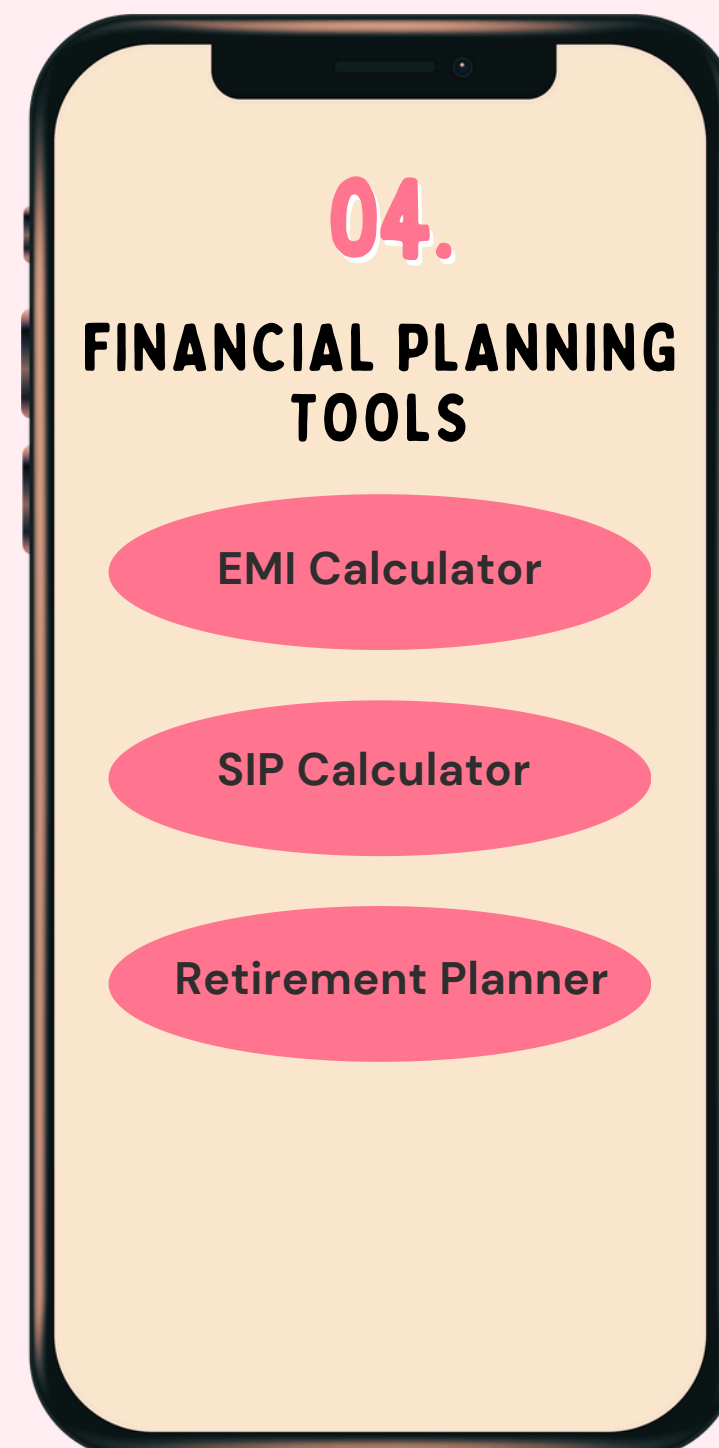 04.
FINANCIAL PLANNING
TOOLS
EMI Calculator
SIP Calculator
Retirement Planner